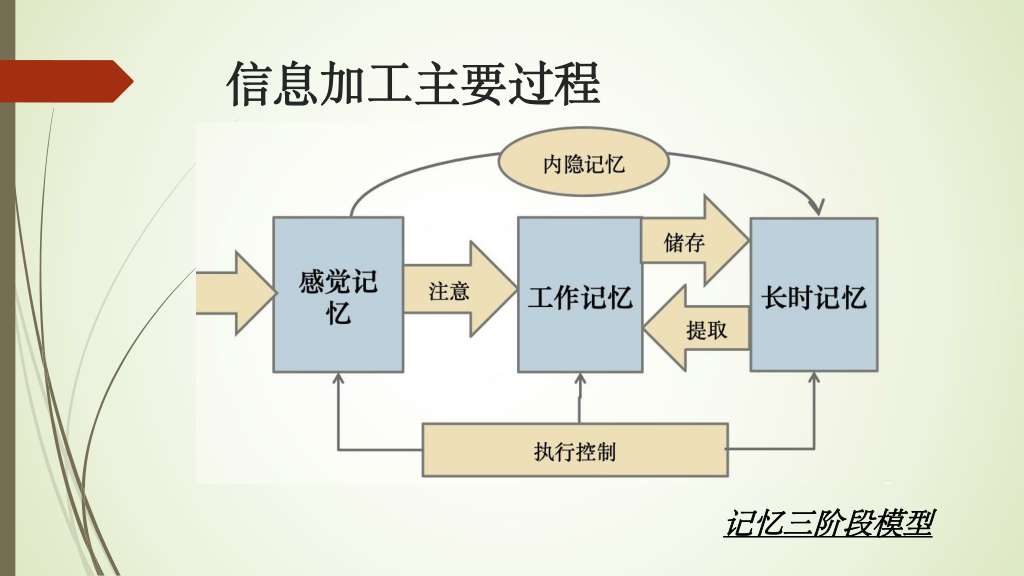 信息加工主要过程
内隐记忆
储存
感觉记
忆
注意
工作记忆
长时记忆
提取
执行控制
记忆三阶段模型